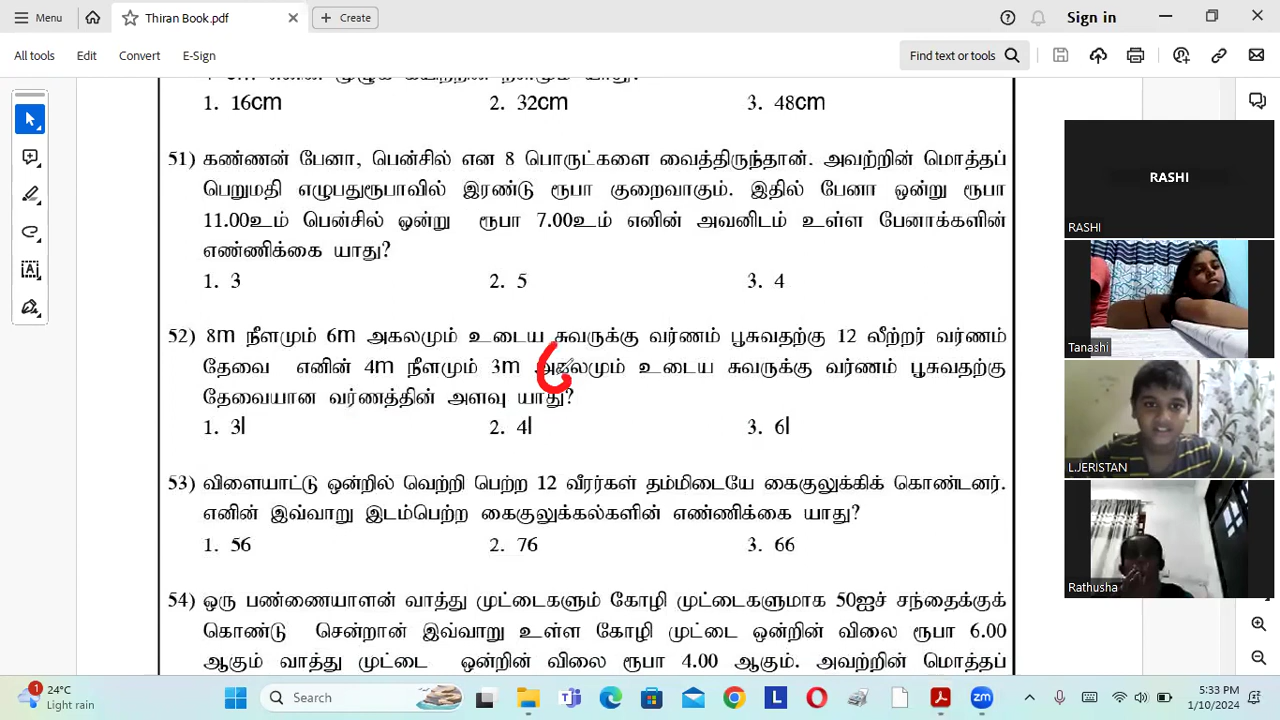 Menu
Thiran Book.pdf
Create
Sign in
All tools Edit Convert E-Sign
Find text or tools
1. 16cm 2. 32cm 3. 48cm
51) கண்ணன் பேனா, பென்சில் என 8 பொருட்களை வைத்திருந்தான். அவற்றின் மொத்தப்
பெறுமதி எழுபதுரூபாவில் இரண்டு ரூபா குறைவாகும். இதில் பேனா ஒன்று ரூபா
11.00உம் பென்சில் ஒன்று ரூபா 7.00உம் எனின் அவனிடம் உள்ள பேனாக்களின்
எண்ணிக்கை யாது?
1. 3 2. 5 3. 4
52) 8m நீளமும் 6m அகலமும் உடைய சுவருக்கு வர்ணம் பூசுவதற்கு 12 லீற்றர் வர்ணம்
தேவை எனின் 4m நீளமும் 3m அகலமும் உடைய சுவருக்கு வர்ணம் பூசுவதற்கு
தேவையான வர்ணத்தின் அளவு யாது?
1. 3l 2. 4l 3. 6l
53) விளையாட்டு ஒன்றில் வெற்றி பெற்ற 12 வீரர்கள் தம்மிடையே கைகுலுக்கிக் கொண்டனர்.
எனின் இவ்வாறு இடம்பெற்ற கைகுலுக்கல்களின் எண்ணிக்கை யாது?
1. 56 2. 76 3. 66
54) ஒரு பண்ணையாளன் வாத்து முட்டைகளும் கோழி முட்டைகளுமாக 50ஐச் சந்தைக்குக்
கொண்டு சென்றான் இவ்வாறு உள்ள கோழி முட்டை ஒன்றின் விலை ரூபா 6.00
ஆகும் வாத்து முட்டை ஒன்றின் விலை ரூபா 4.00 ஆகும். அவற்றின் மொத்தப்
RASHI
RASHI
Tanashi
L.JERISTAN
Rathusha
1
24°C
Light rain
Search
5:33 PM
1/10/2024